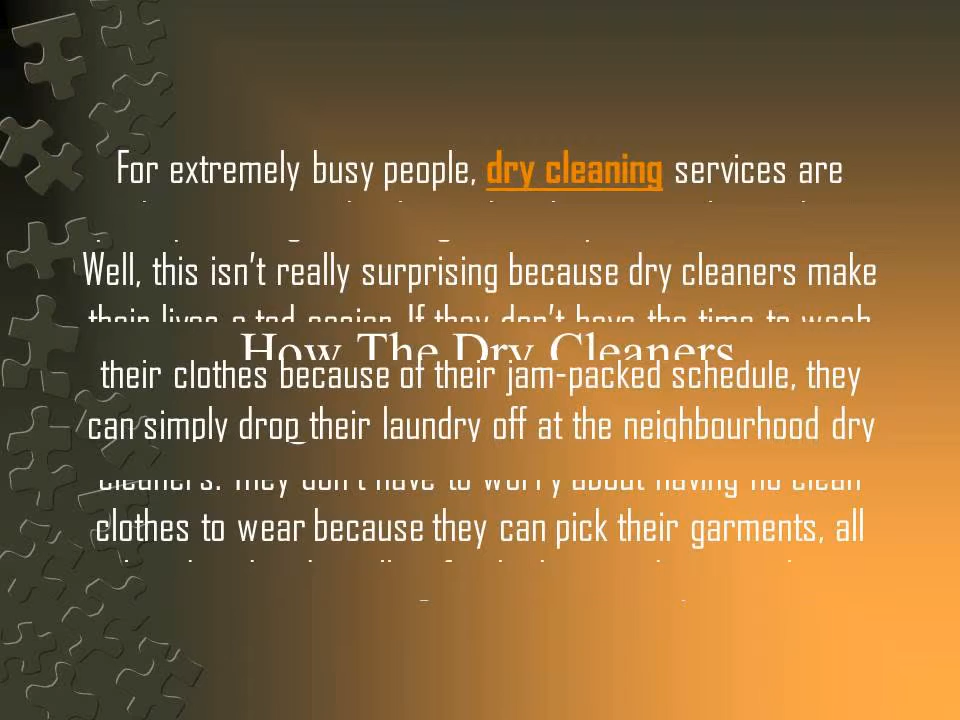 For extremely busy people, dry cleaning services are
Well, this isn't really surprising because dry cleaners make
their lives a tad easier. If they don't have the time to wash
How The Dry Cleaners
their clothes because of their jam-packed schedule, they
can simply drop their laundry off at the neighbourhood dry
cleaners. They don't have to worry about having no clean
clothes to wear because they can pick their garments, all